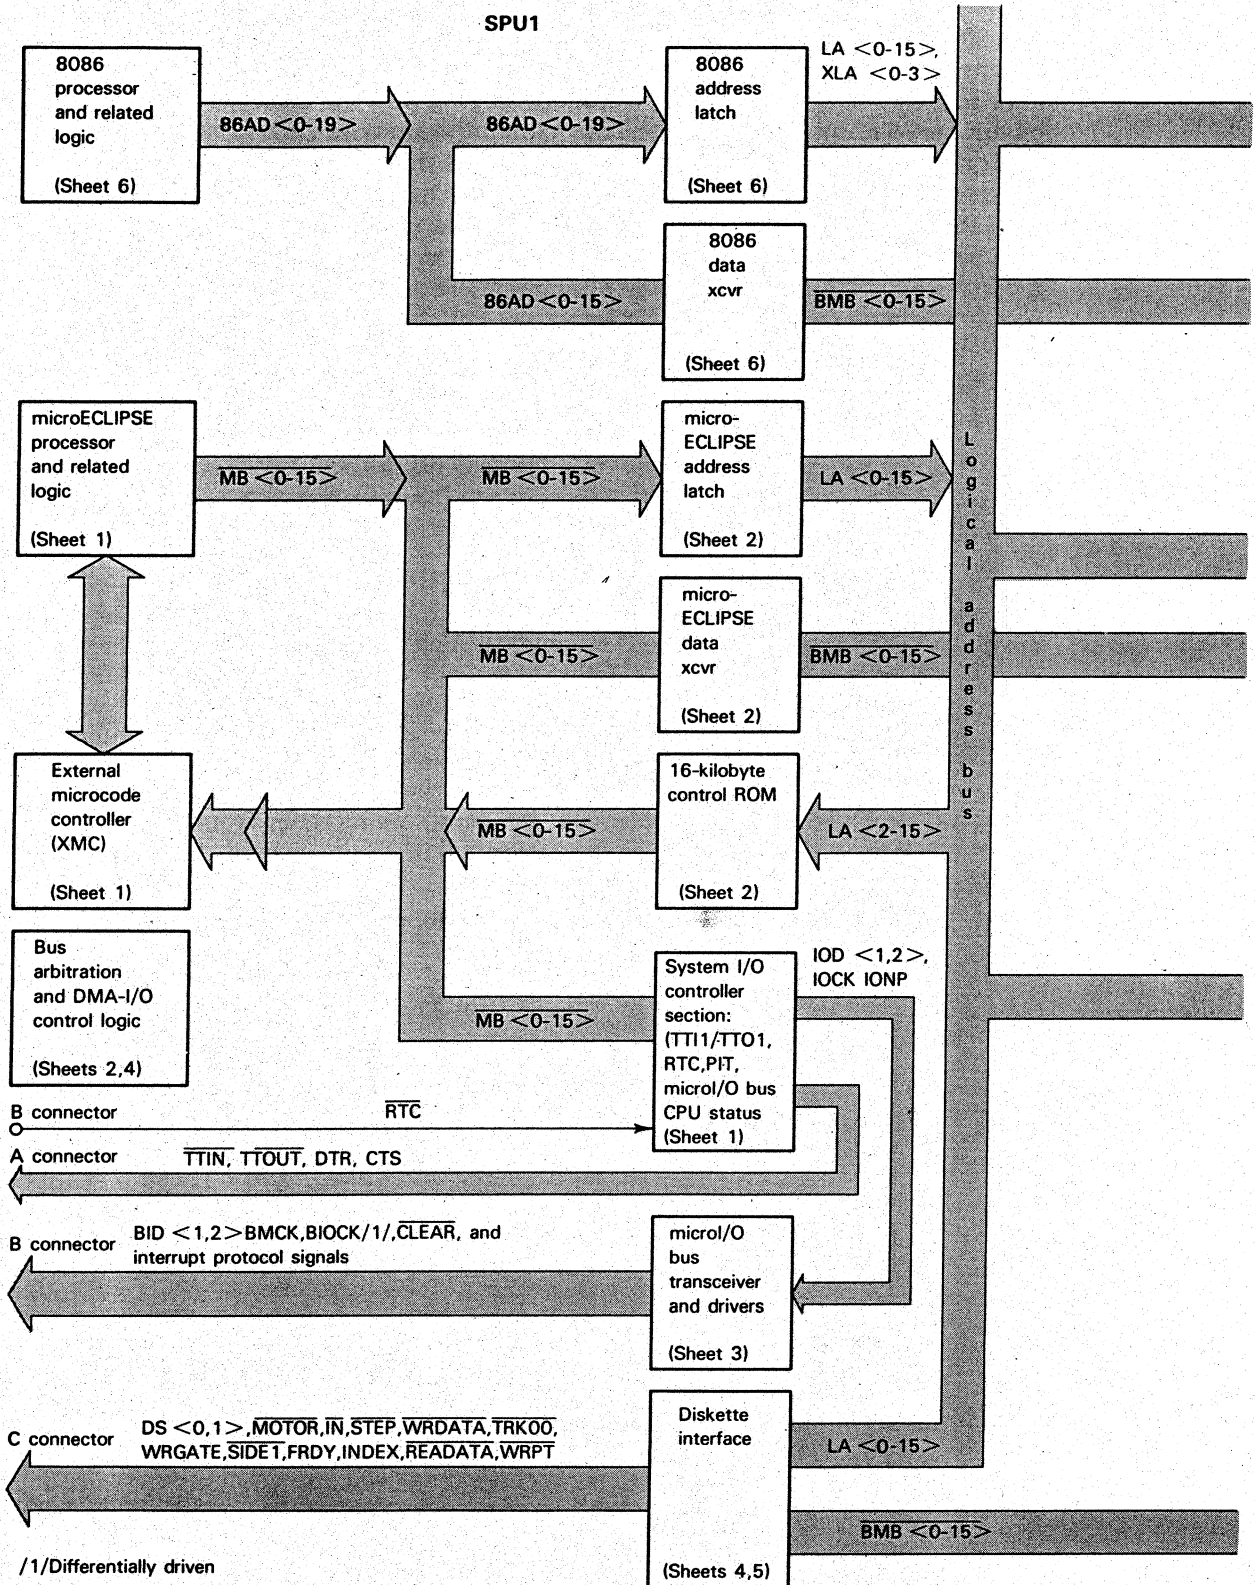 SPU1
8086
processor
and related
logic
(Sheet 6)
86AD <0-19>
86AD <0-19>
8086
address
latch
(Sheet 6)
LA <0-15>,
XLA <0-3>
86AD <0-15>
8086
data
xcvr
(Sheet 6)
BMB <0-15>
microECLIPSE
processor
and related
logic
(Sheet 1)
MB <0-15>
MB <0-15>
micro-
ECLIPSE
address
latch
(Sheet 2)
LA <0-15>
Logical address bus
MB <0-15>
micro-
ECLIPSE
data
xcvr
(Sheet 2)
BMB <0-15>
External
microcode
controller
(XMC)
(Sheet 1)
MB <0-15>
16-kilobyte
control ROM
(Sheet 2)
LA <2-15>
Bus
arbitration
and DMA-I/O
control logic
(Sheets 2,4)
MB <0-15>
System I/O
controller
section:
(TTI1/TTO1,
RTC,PIT,
microI/O bus
CPU status
(Sheet 1)
IOD <1,2>,
IOCK IONP
B connector
RTC
A connector
TTIN, TTOUT, DTR, CTS
B connector
BID <1,2>BMCK,BIOCK/1/,CLEAR, and
interrupt protocol signals
microI/O
bus
transceiver
and drivers
(Sheet 3)
C connector
DS <0,1>,MOTOR,IN,STEP,WRDATA,TRK00,
WRGATE,SIDE1,FRDY,INDEX,READATA,WRPT
Diskette
interface
(Sheets 4,5)
LA <0-15>
BMB <0-15>
/1/Differentially driven